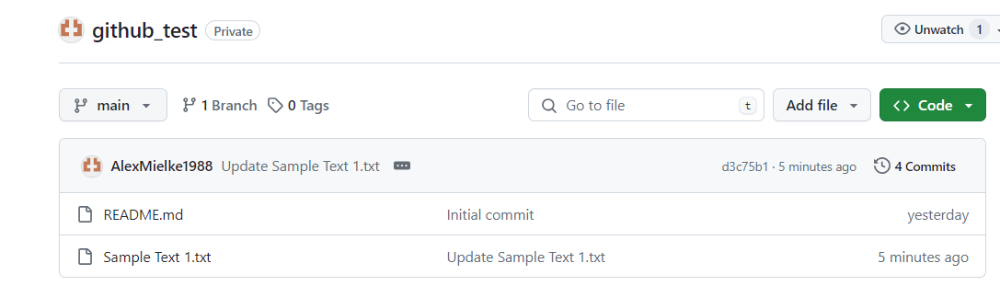 github_test Private Unwatch 1
main 1 Branch 0 Tags Go to file t Add file Code
AlexMielke1988 Update Sample Text 1.txt d3c75b1 · 5 minutes ago 4 Commits
README.md Initial commit yesterday
Sample Text 1.txt Update Sample Text 1.txt 5 minutes ago